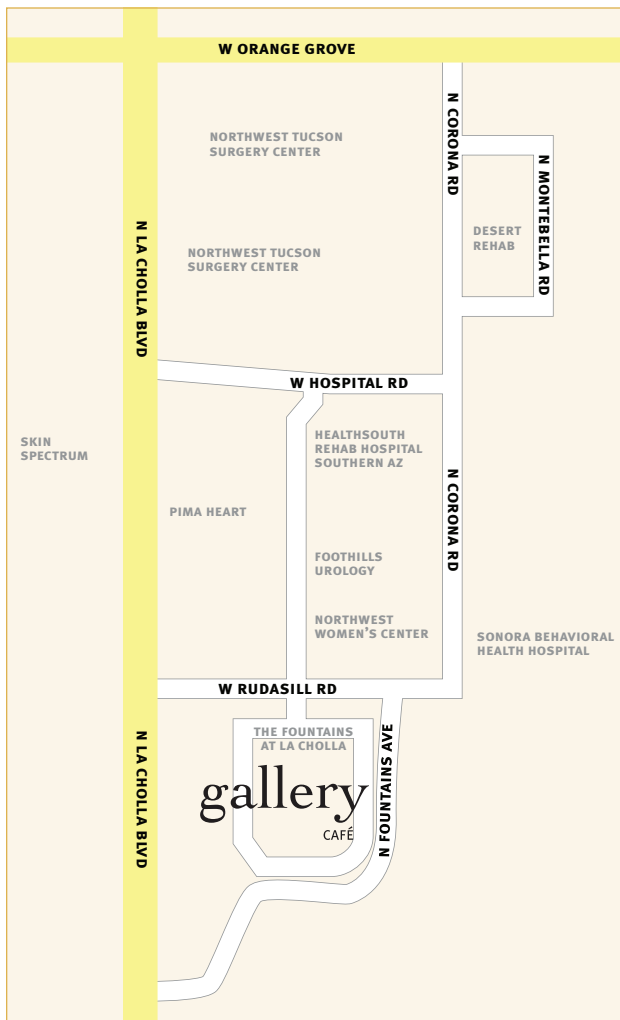 W ORANGE GROVE
N CORONA RD
NORTHWEST TUCSON
SURGERY CENTER
N MONTEBELLA RD
N LA CHOLLA BLVD
DESERT
REHAB
NORTHWEST TUCSON
SURGERY CENTER
W HOSPITAL RD
HEALTHSOUTH
REHAB HOSPITAL
SOUTHERN AZ
SKIN
SPECTRUM
N CORONA RD
PIMA HEART
FOOTHILLS
UROLOGY
NORTHWEST
WOMEN'S CENTER
SONORA BEHAVIORAL
HEALTH HOSPITAL
W RUDASILL RD
THE FOUNTAINS
AT LA CHOLLA
N FOUNTAINS AVE
N LA CHOLLA BLVD
gallery
CAFÉ